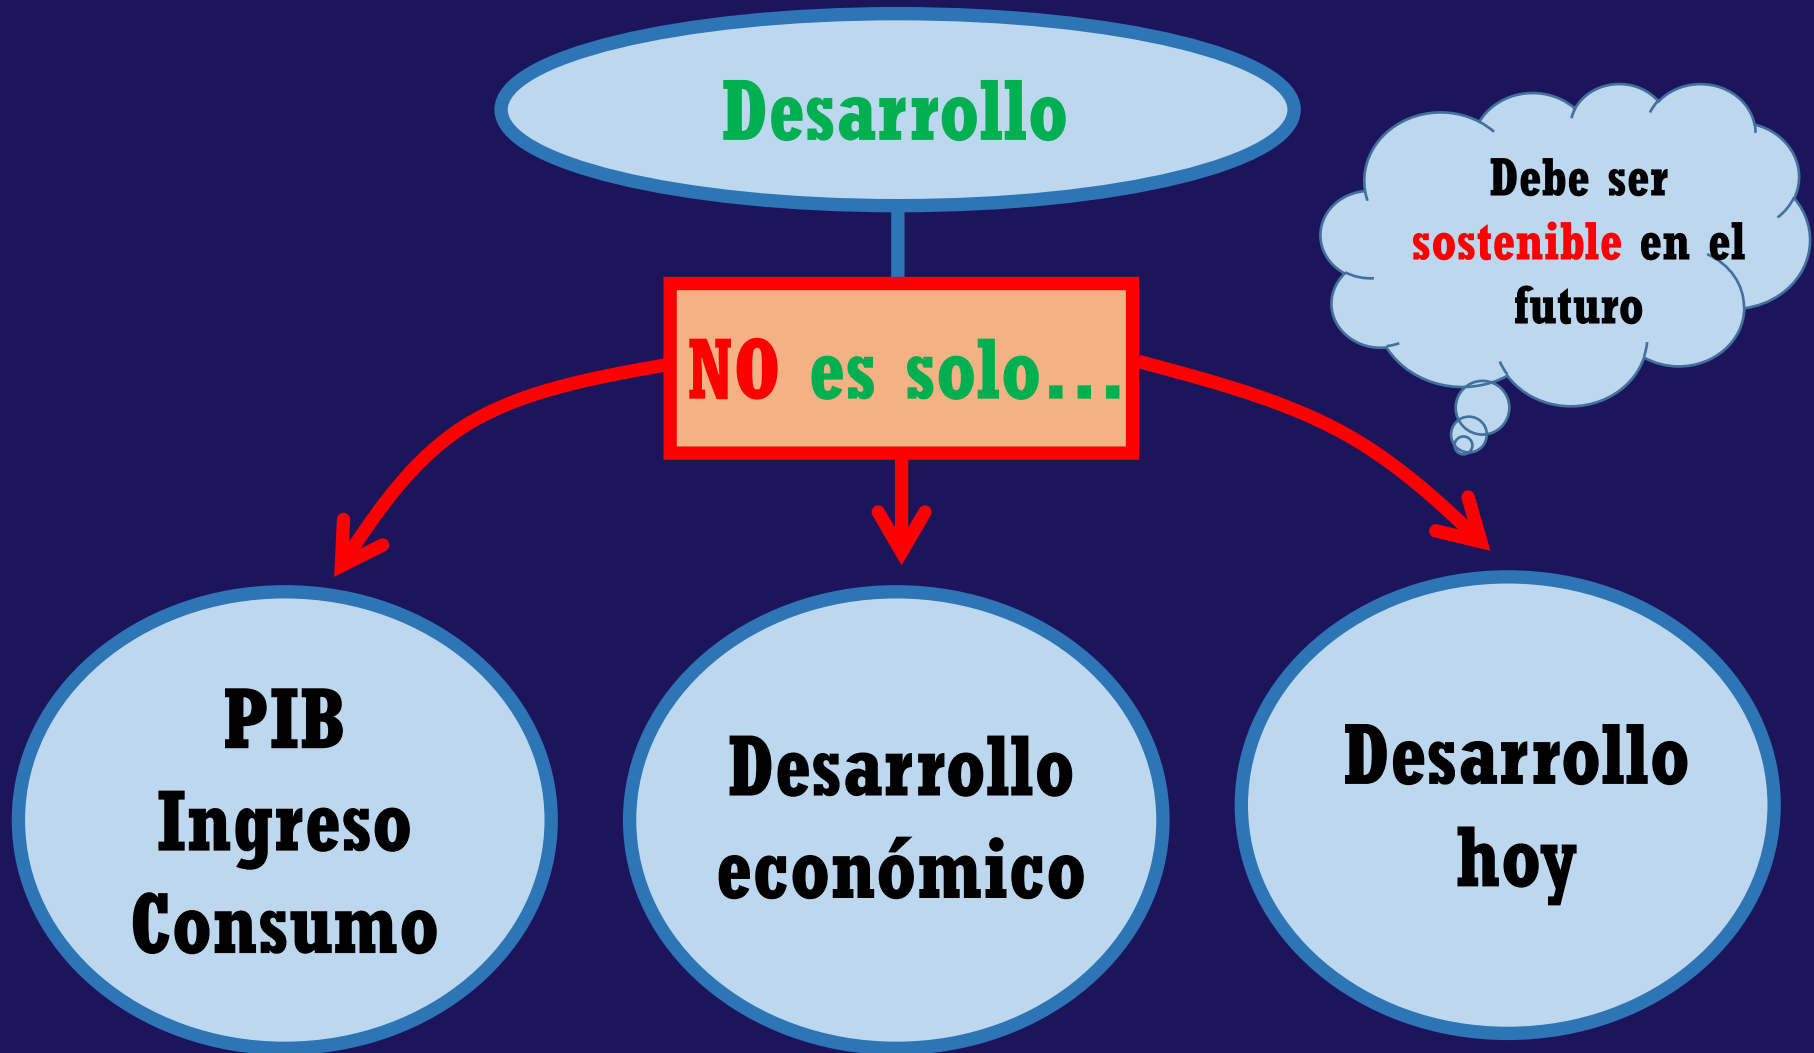 Desarrollo
Debe ser
sostenible en el
futuro
NO es solo...
PIB
Ingreso
Consumo
Desarrollo
económico
Desarrollo
hoy